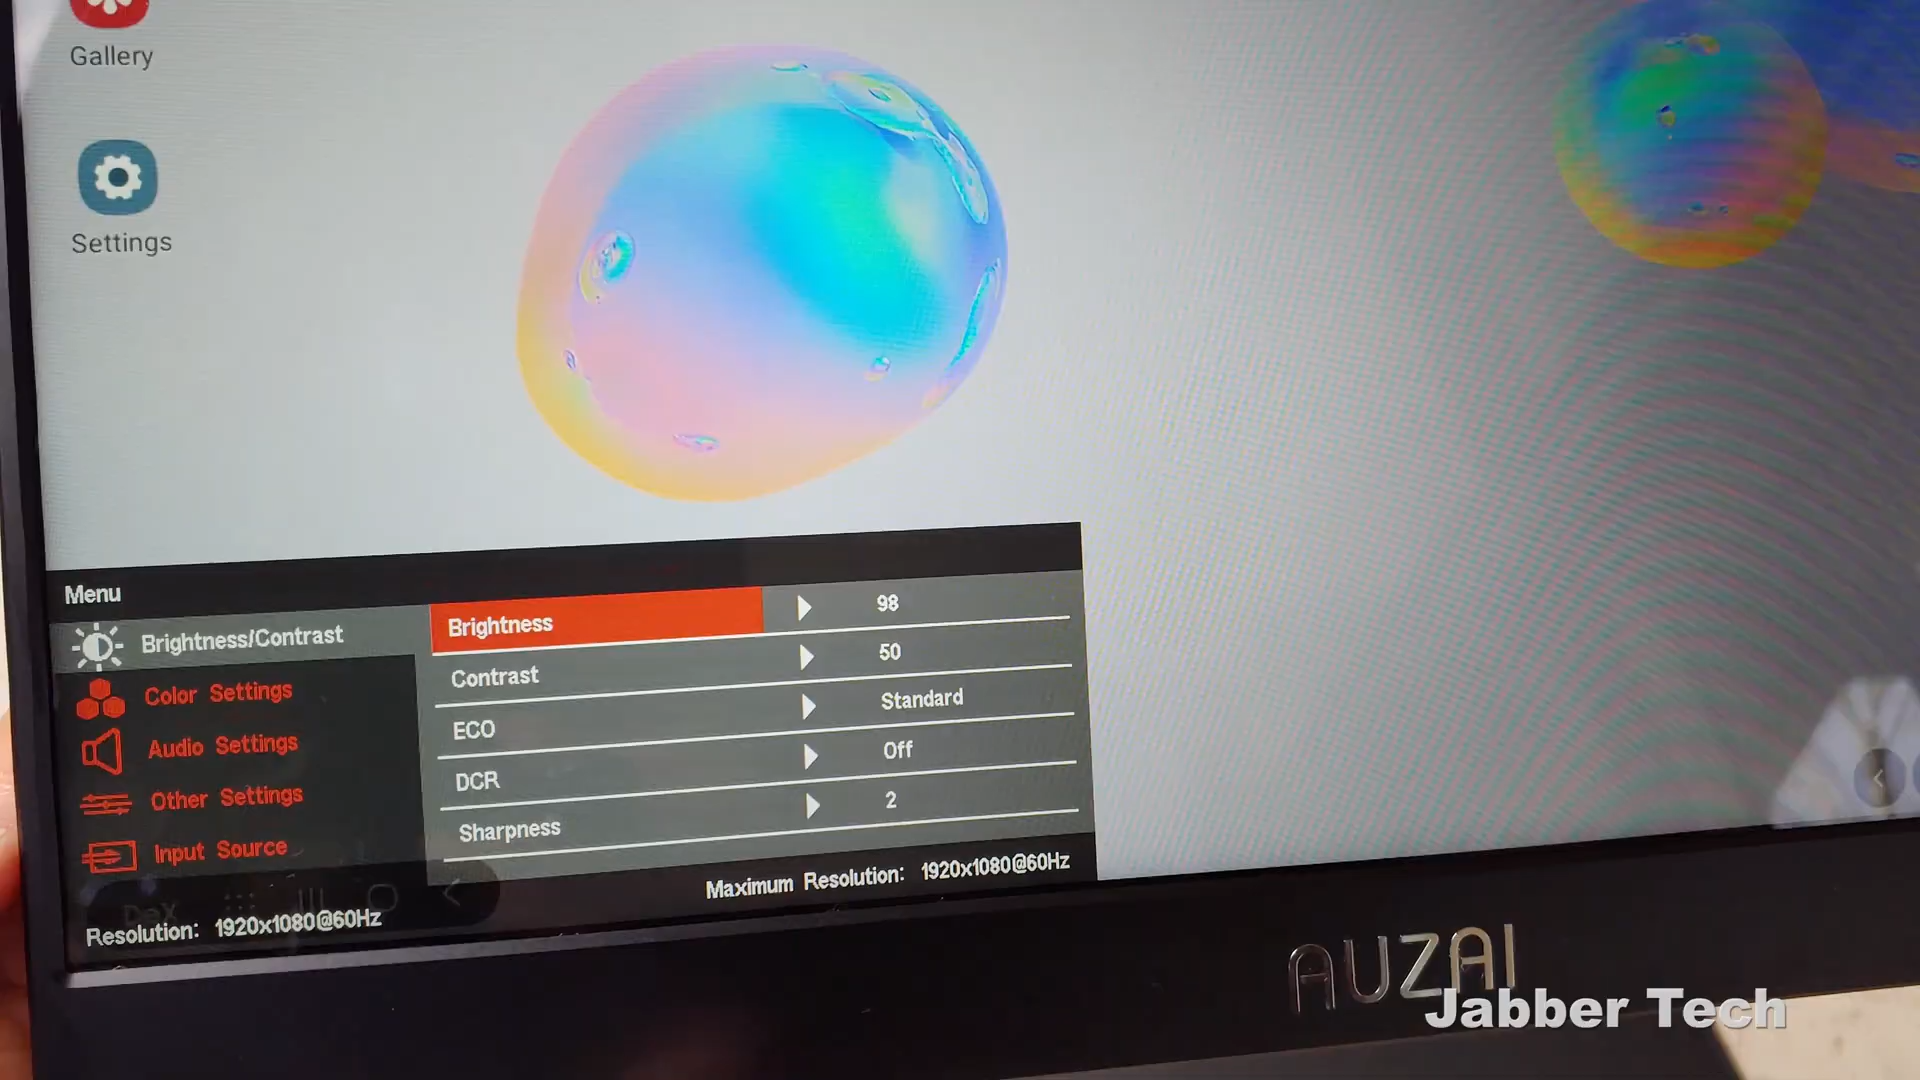 Gallery
Settings
Menu
Brightness/Contrast
Color Settings
Audio Settings
Other Settings
Input Source
Brightness 98
Contrast 50
ECO Standard
DCR Off
Sharpness 2
Maximum Resolution: 1920x1080@60Hz
DeX
Resolution: 1920x1080@60Hz
AUZAI
Jabber Tech